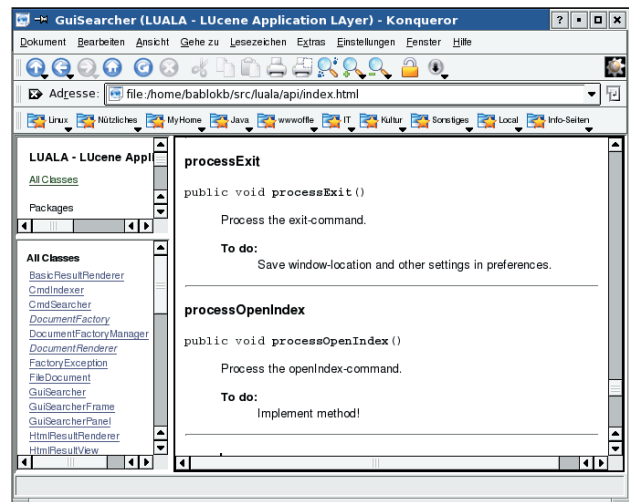 GuiSearcher (LUALA - LUcene Application LAyer) - Konqueror
Dokument Bearbeiten Ansicht Gehe zu Lesezeichen Extras Einstellungen Fenster Hilfe
Adresse: file:/home/bablokb/src/luala/api/index.html
Linux Nützliches MyHome Java wwwoffle IT Kultur Sonstiges Local Info-Seiten
LUALA - LUcene Appli
All Classes
Packages
All Classes
BasicResultRenderer
CmdIndexer
CmdSearcher
DocumentFactory
DocumentFactoryManager
DocumentRenderer
FactoryException
FileDocument
GuiSearcher
GuiSearcherFrame
GuiSearcherPanel
HtmlResultRenderer
HtmlResultView
processExit
public void processExit()
Process the exit-command.
To do:
Save window-location and other settings in preferences.
processOpenIndex
public void processOpenIndex()
Process the openIndex-command.
To do:
Implement method!